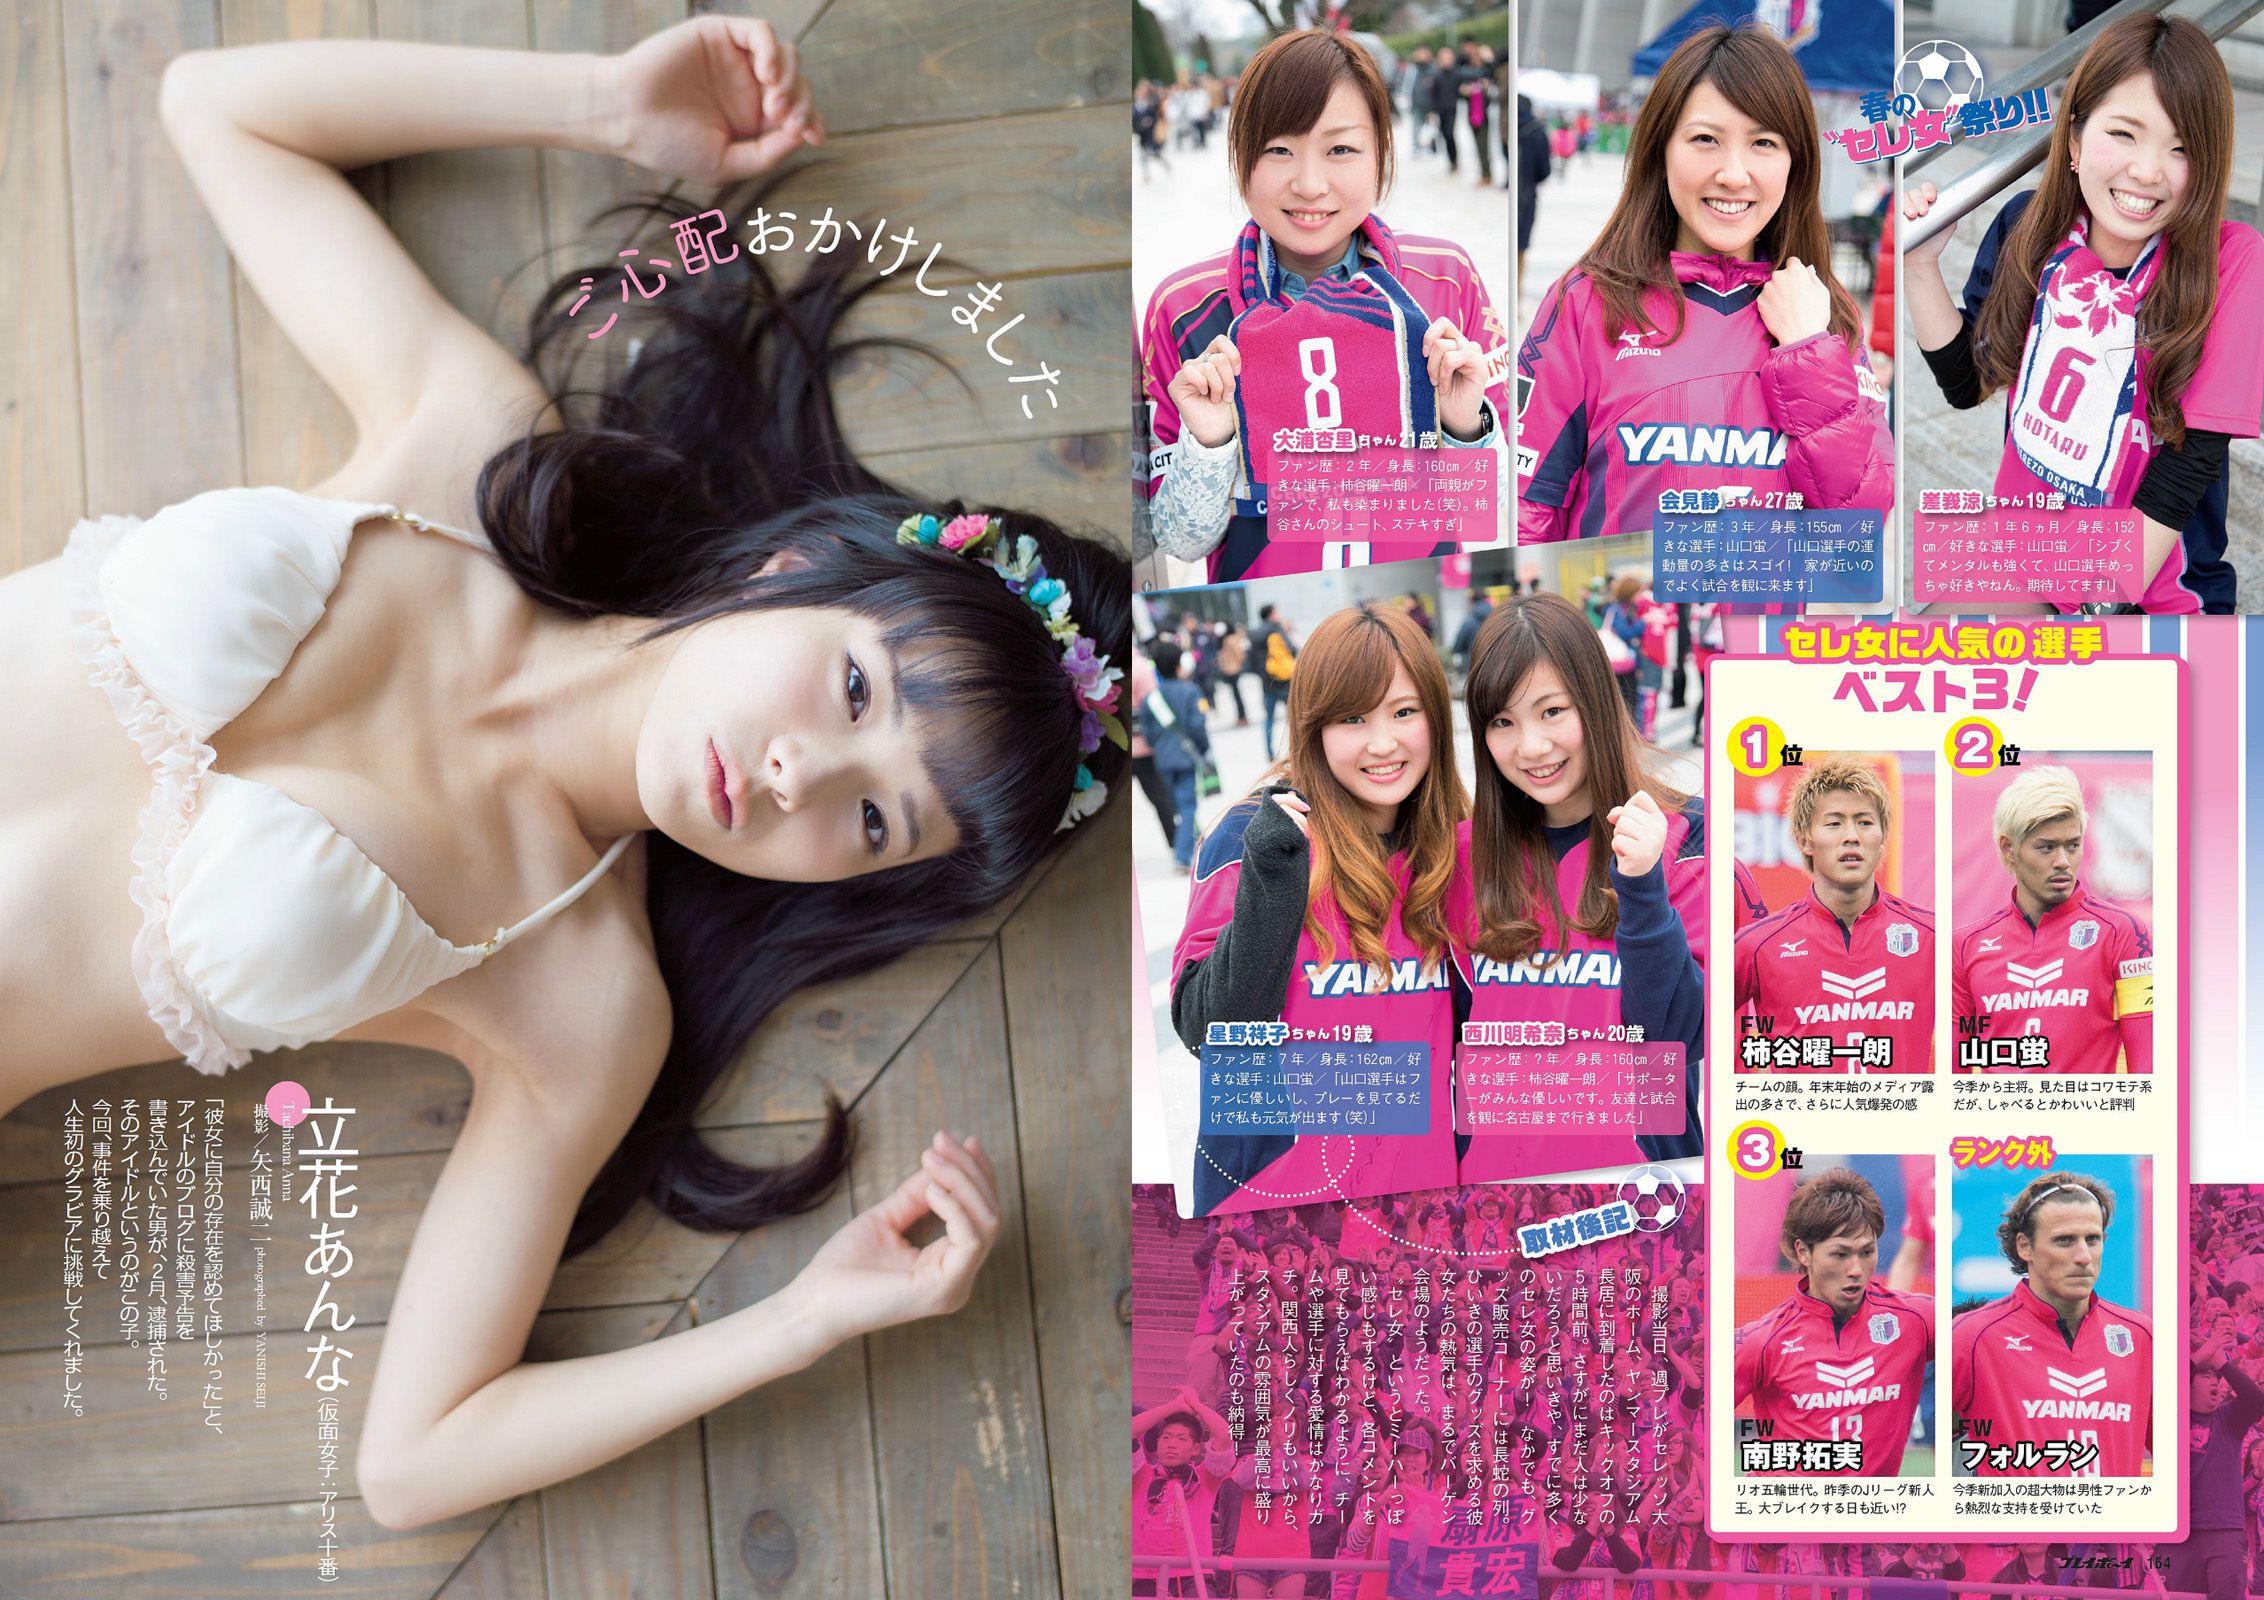 ご心配おかけしました
立花あんな(仮面女子:アリス十番)
Tachibana Anna
撮影/矢西誠二 photographed by YANISHI SEIJI
「彼女に自分の存在を認めてほしかった」と、
アイドルのブログに殺害予告を
書き込んでいた男が、2月、逮捕された。
そのアイドルというのがこの子。
今回、事件を乗り越えて
人生初のグラビアに挑戦してくれました。
春の
"セレ女"祭り!!
8
大浦杏里ちゃん21歳
ファン歴:2年/身長:160cm/好
きな選手:柿谷曜一朗×「両親がフ
ァンで、私も染まりました(笑)。柿
谷さんのシュート、ステキすぎ」
MIZUNO
YANMA
会見静ちゃん27歳
ファン歴:3年/身長:155cm/好
きな選手:山口蛍/「山口選手の運
動量の多さはスゴイ! 家が近いの
でよく試合を観に来ます」
6
HOTARU
EREZO OSAKA
嵳峩涼ちゃん19歳
ファン歴:1年6ヵ月/身長:152
cm/好きな選手:山口蛍/「シブく
てメンタルも強くて、山口選手めっ
ちゃ好きやねん。期待してます!」
YANMAR
YANMAR
星野祥子ちゃん19歳
ファン歴:7年/身長:162cm/好
きな選手:山口蛍/「山口選手はフ
ァンに優しいし、プレーを見てるだ
けで私も元気が出ます(笑)」
西川明希奈ちゃん20歳
ファン歴:?年/身長:160cm/好
きな選手:柿谷曜一朗/「サポータ
ーがみんな優しいです。友達と試合
を観に名古屋まで行きました」
セレ女に人気の選手
ベスト3!
1位
YANMAR
FW
柿谷曜一朗
チームの顔。年末年始のメディア露
出の多さで、さらに人気爆発の感
2位
KING
YANMAR
MF
山口蛍
今季から主将。見た目はコワモテ系
だが、しゃべるとかわいいと評判
3位
YANMAR
13
FW
南野拓実
リオ五輪世代。昨季のJリーグ新人
王。大ブレイクする日も近い!?
ランク外
YANMAR
FW
フォルラン
今季新加入の超大物は男性ファンか
ら熱烈な支持を受けていた
取材後記
撮影当日、週プレがセレッソ大
阪のホーム、ヤンマースタジアム
長居に到着したのはキックオフの
5時間前。さすがにまだ人は少な
いだろうと思いきや、すでに多く
のセレ女の姿が! なかでも、グ
ッズ販売コーナーには長蛇の列。
ひいきの選手のグッズを求める彼
女たちの熱気は、まるでバーゲン
会場のようだった。
"セレ女"というとミーハーっぽ
い感じもするけど、各コメントを
見てもらえばわかるように、チー
ムや選手に対する愛情はかなりガ
チ。関西人らしくノリもいいから、
スタジアムの雰囲気が最高に盛り
上がっていたのも納得!
扇原
貴宏
プレイボーイ 164